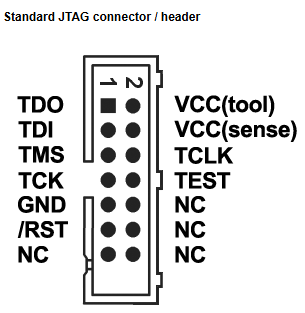 Standard JTAG connector / header
1 2
TDO VCC(tool)
TDI VCC(sense)
TMS TCLK
TCK TEST
GND NC
/RST NC
NC NC